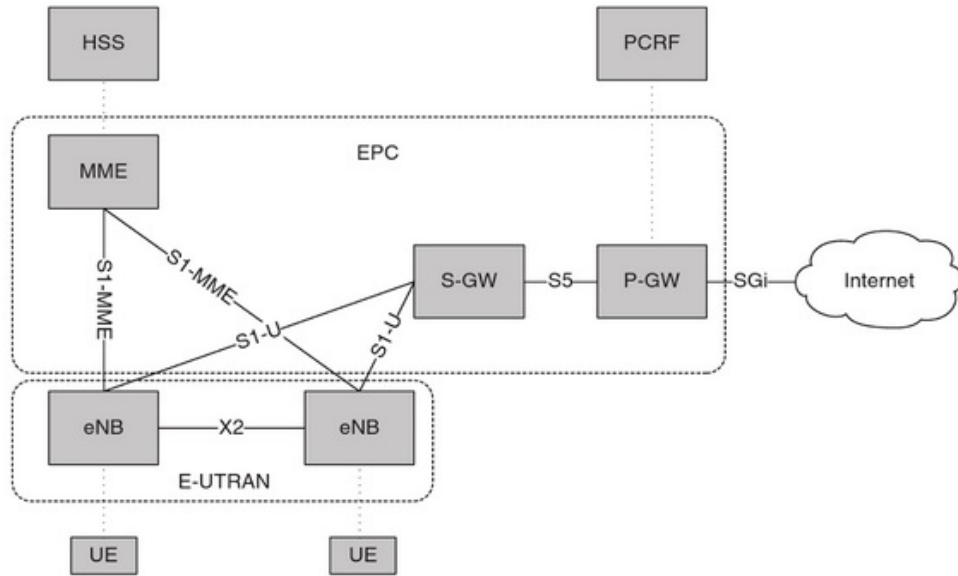 HSS
PCRF
EPC
MME
S1-MME
S1-MME
S-GW
S5
P-GW
SGi
Internet
S1-U
S1-U
eNB
X2
eNB
E-UTRAN
UE
UE